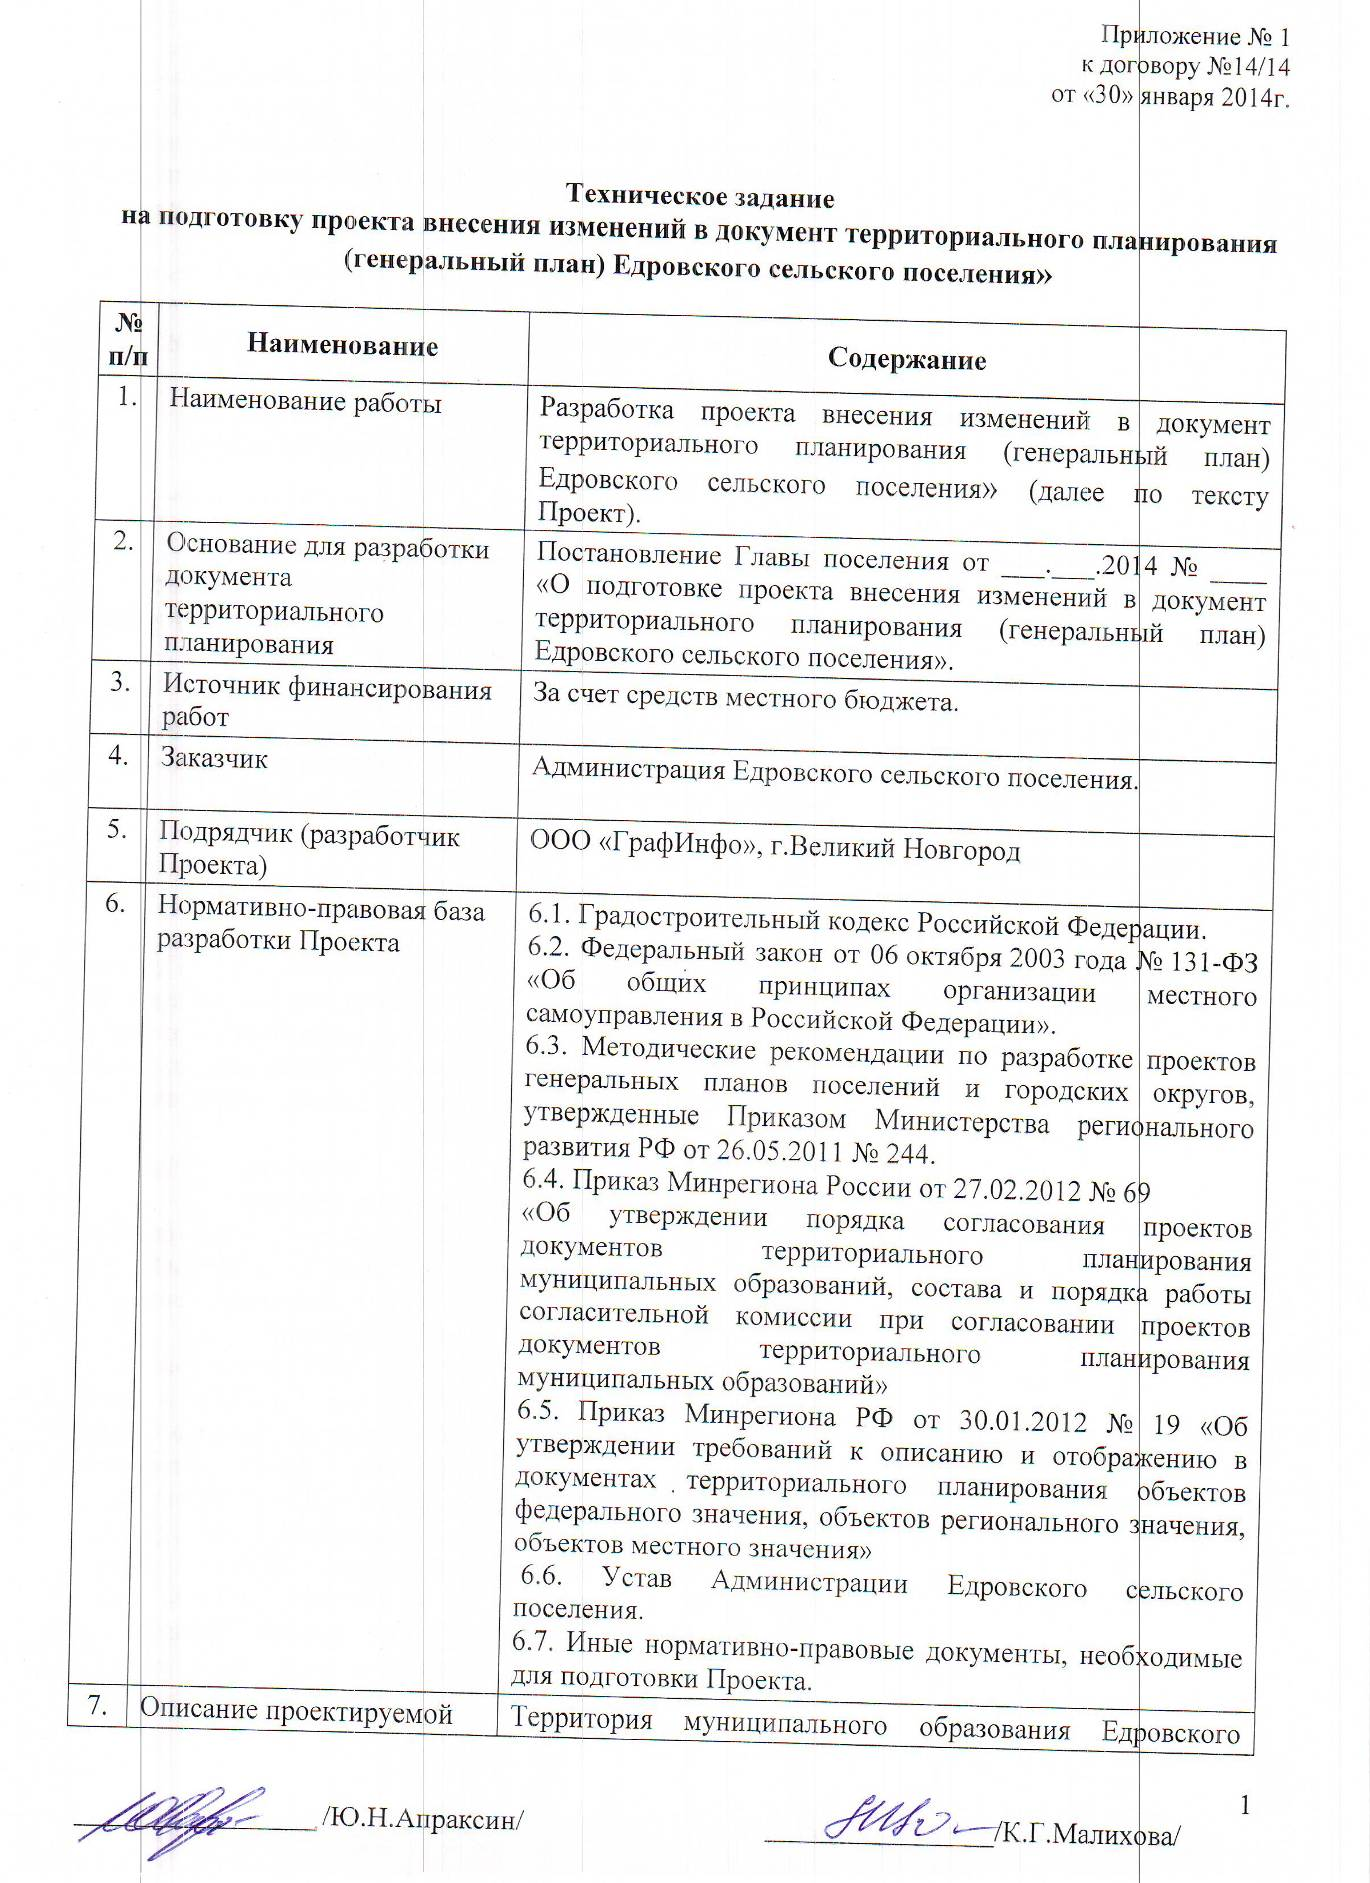 Приложение № 1
к договору №14/14
от «30» января 2014г.
Техническое задание
на подготовку проекта внесения изменений в документ территориального планирования
(генеральный план) Едровского сельского поселения»
№
п/п
Наименование
Содержание
1.
Наименование работы
Разработка проекта внесения изменений в документ
территориального планирования (генеральный план)
Едровского сельского поселения» (далее по тексту
Проект).
2.
Основание для разработки
документа
территориального
планирования
Постановление Главы поселения от ___.___.2014 № ____
«О подготовке проекта внесения изменений в документ
территориального планирования (генеральный план)
Едровского сельского поселения».
3.
Источник финансирования
работ
За счет средств местного бюджета.
4.
Заказчик
Администрация Едровского сельского поселения.
5.
Подрядчик (разработчик
Проекта)
ООО «ГрафИнфо», г.Великий Новгород
6.
Нормативно-правовая база
разработки Проекта
6.1. Градостроительный кодекс Российской Федерации.
6.2. Федеральный закон от 06 октября 2003 года № 131-ФЗ
«Об общих принципах организации местного
самоуправления в Российской Федерации».
6.3. Методические рекомендации по разработке проектов
генеральных планов поселений и городских округов,
утвержденные Приказом Министерства регионального
развития РФ от 26.05.2011 № 244.
6.4. Приказ Минрегиона России от 27.02.2012 № 69
«Об утверждении порядка согласования проектов
документов территориального планирования
муниципальных образований, состава и порядка работы
согласительной комиссии при согласовании проектов
документов территориального планирования
муниципальных образований»
6.5. Приказ Минрегиона РФ от 30.01.2012 № 19 «Об
утверждении требований к описанию и отображению в
документах территориального планирования объектов
федерального значения, объектов регионального значения,
объектов местного значения»
6.6. Устав Администрации Едровского сельского
поселения.
6.7. Иные нормативно-правовые документы, необходимые
для подготовки Проекта.
7.
Описание проектируемой
Территория муниципального образования Едровского
1
/Ю.Н.Апраксин/
/К.Г.Малихова/